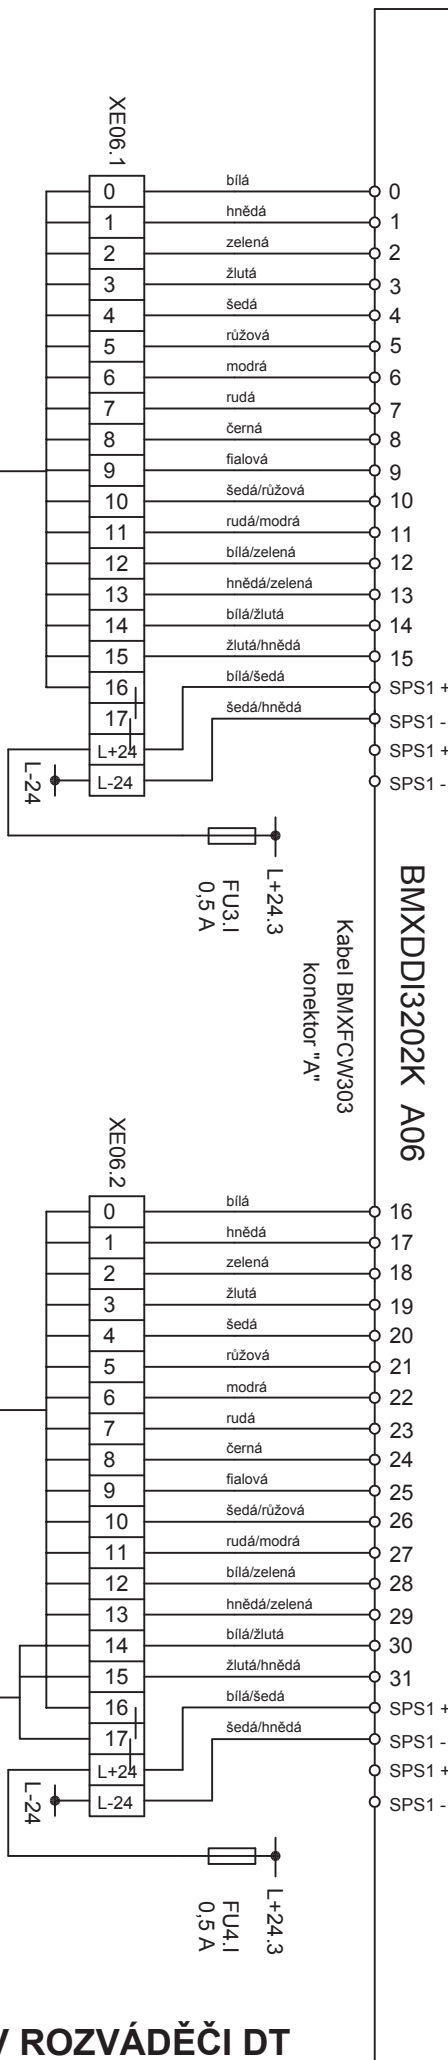 XE06.1
0 bílá 0
1 hnědá 1
2 zelená 2
3 žlutá 3
4 šedá 4
5 růžová 5
6 modrá 6
7 rudá 7
8 černá 8
9 fialová 9
10 šedá/růžová 10
11 rudá/modrá 11
12 bílá/zelená 12
13 hnědá/zelená 13
14 bílá/žlutá 14
15 žlutá/hnědá 15
16 bílá/šedá SPS1 +
17 šedá/hnědá SPS1 -
L+24 SPS1 +
L-24 L-24 SPS1 -
L+24.3
FU3.I
0,5 A
BMXDDI3202K A06
Kabel BMXFCW303
konektor "A"
XE06.2
0 bílá 16
1 hnědá 17
2 zelená 18
3 žlutá 19
4 šedá 20
5 růžová 21
6 modrá 22
7 rudá 23
8 černá 24
9 fialová 25
10 šedá/růžová 26
11 rudá/modrá 27
12 bílá/zelená 28
13 hnědá/zelená 29
14 bílá/žlutá 30
15 žlutá/hnědá 31
16 bílá/šedá SPS1 +
17 šedá/hnědá SPS1 -
L+24 SPS1 +
L-24 L-24 SPS1 -
L+24.3
FU4.I
0,5 A
V ROZVÁDĚČI DT